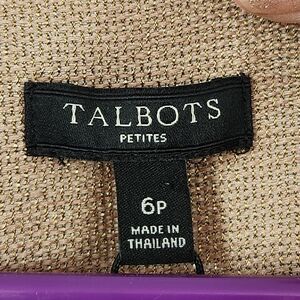 TALBOTS
PETITES
6P
MADE IN
THAILAND